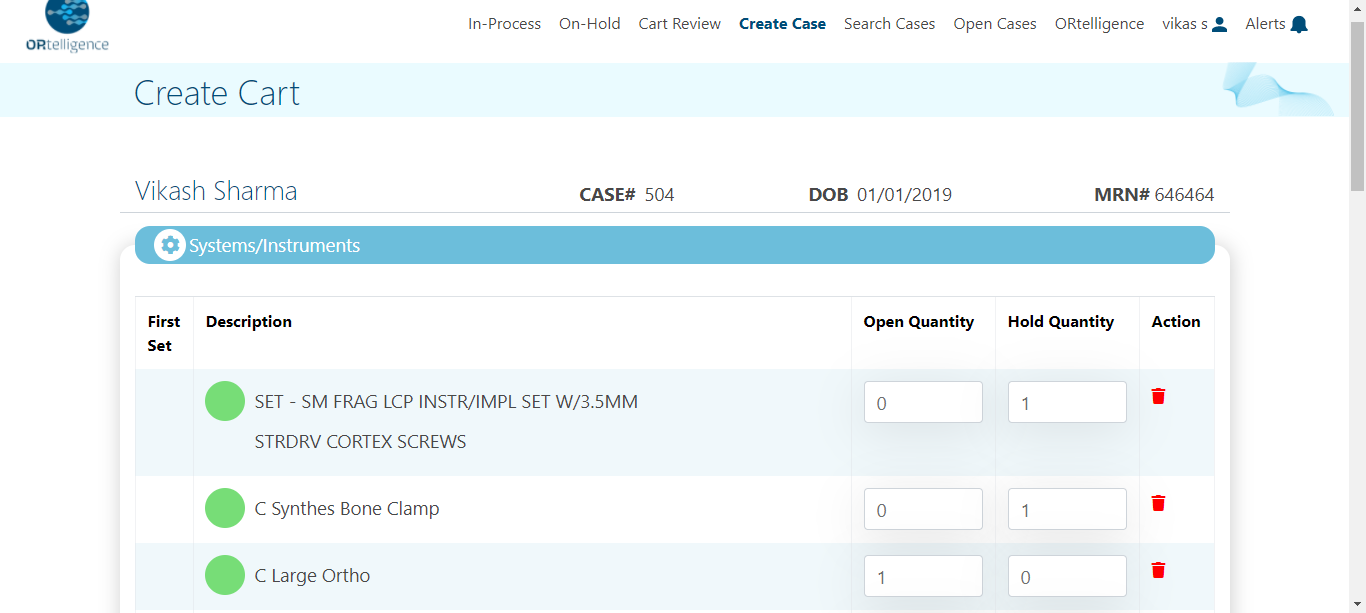 ORtelligence
In-Process On-Hold Cart Review Create Case Search Cases Open Cases ORtelligence vikas s Alerts
Create Cart
Vikash Sharma CASE# 504 DOB 01/01/2019 MRN# 646464
Systems/Instruments
First Set Description Open Quantity Hold Quantity Action
SET - SM FRAG LCP INSTR/IMPL SET W/3.5MM 0 1
STRDRV CORTEX SCREWS
C Synthes Bone Clamp 0 1
C Large Ortho 1 0